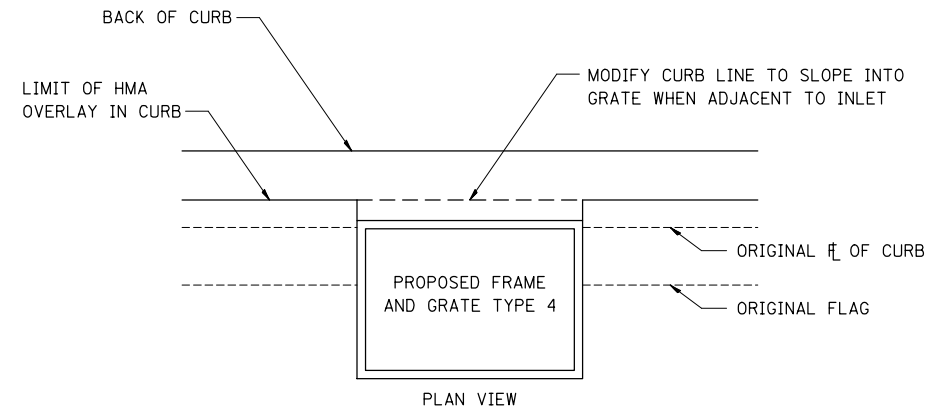 BACK OF CURB
LIMIT OF HMA
OVERLAY IN CURB
MODIFY CURB LINE TO SLOPE INTO
GRATE WHEN ADJACENT TO INLET
ORIGINAL FL OF CURB
PROPOSED FRAME
AND GRATE TYPE 4
ORIGINAL FLAG
PLAN VIEW